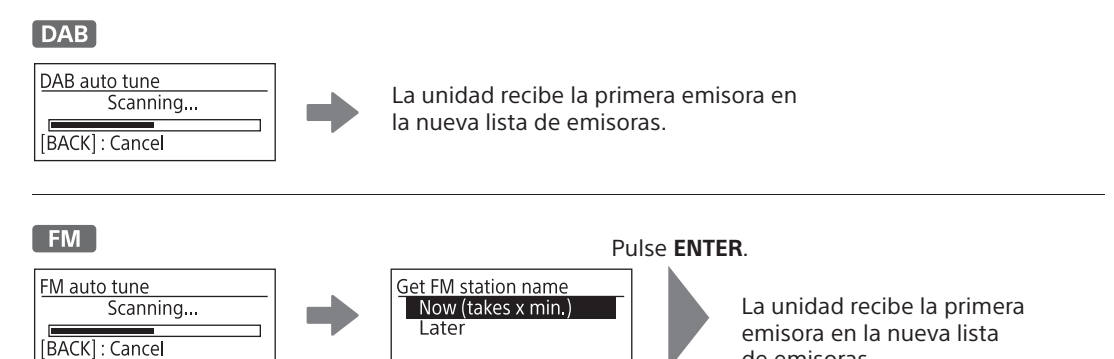 DAB
DAB auto tune
Scanning...
[BACK] : Cancel
La unidad recibe la primera emisora en
la nueva lista de emisoras.
FM
Pulse ENTER.
FM auto tune
Scanning...
[BACK] : Cancel
Get FM station name
Now (takes x min.)
Later
La unidad recibe la primera
emisora en la nueva lista
de emisoras.